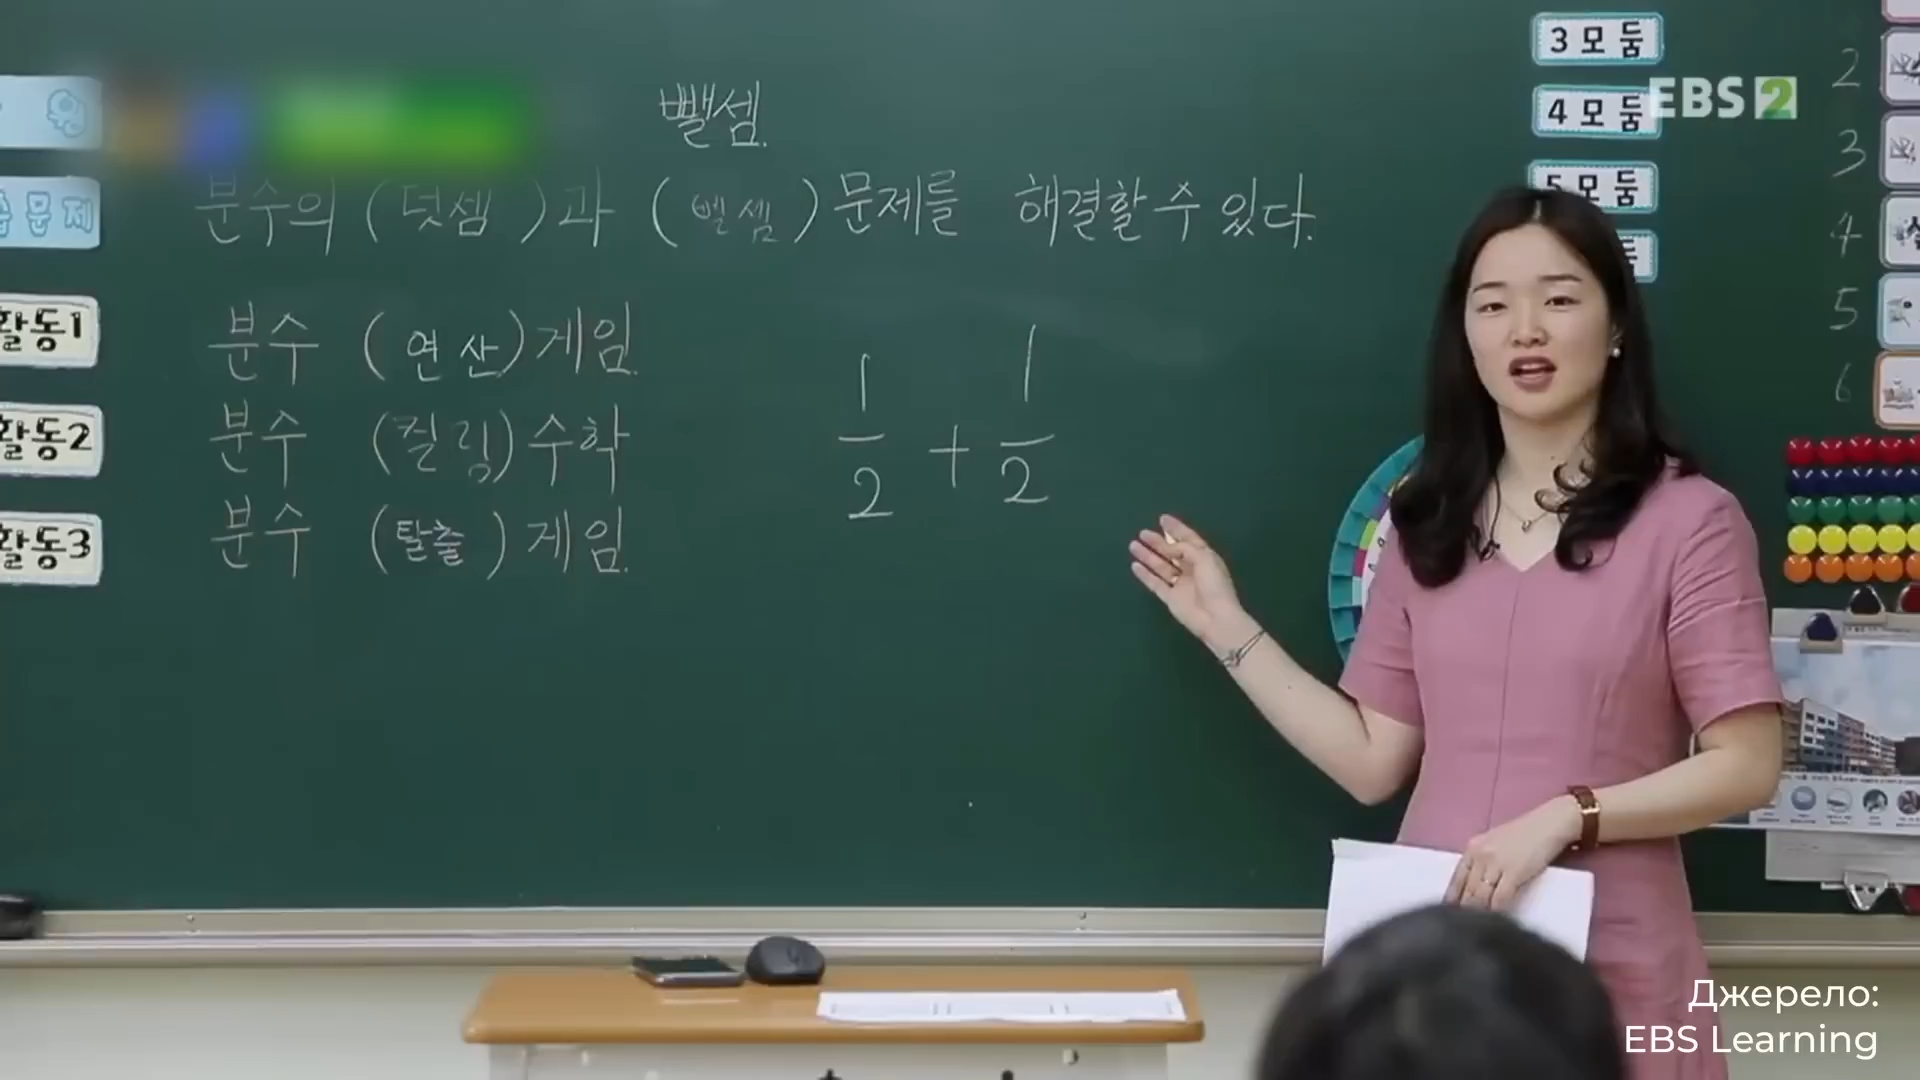 3 모 둠
4 모 둠
EBS 2
5 모 둠
둠
2
3
4
5
6
뺄셈.
문제
분수의 ( 덧셈 )과 ( 뺄셈 ) 문제를 해결할 수 있다.
활동1
분수 (연산) 게임.
활동2
분수 (컬링) 수학
활동3
분수 (탈출) 게임.
1
2
+
1
2
Джерело:
EBS Learning